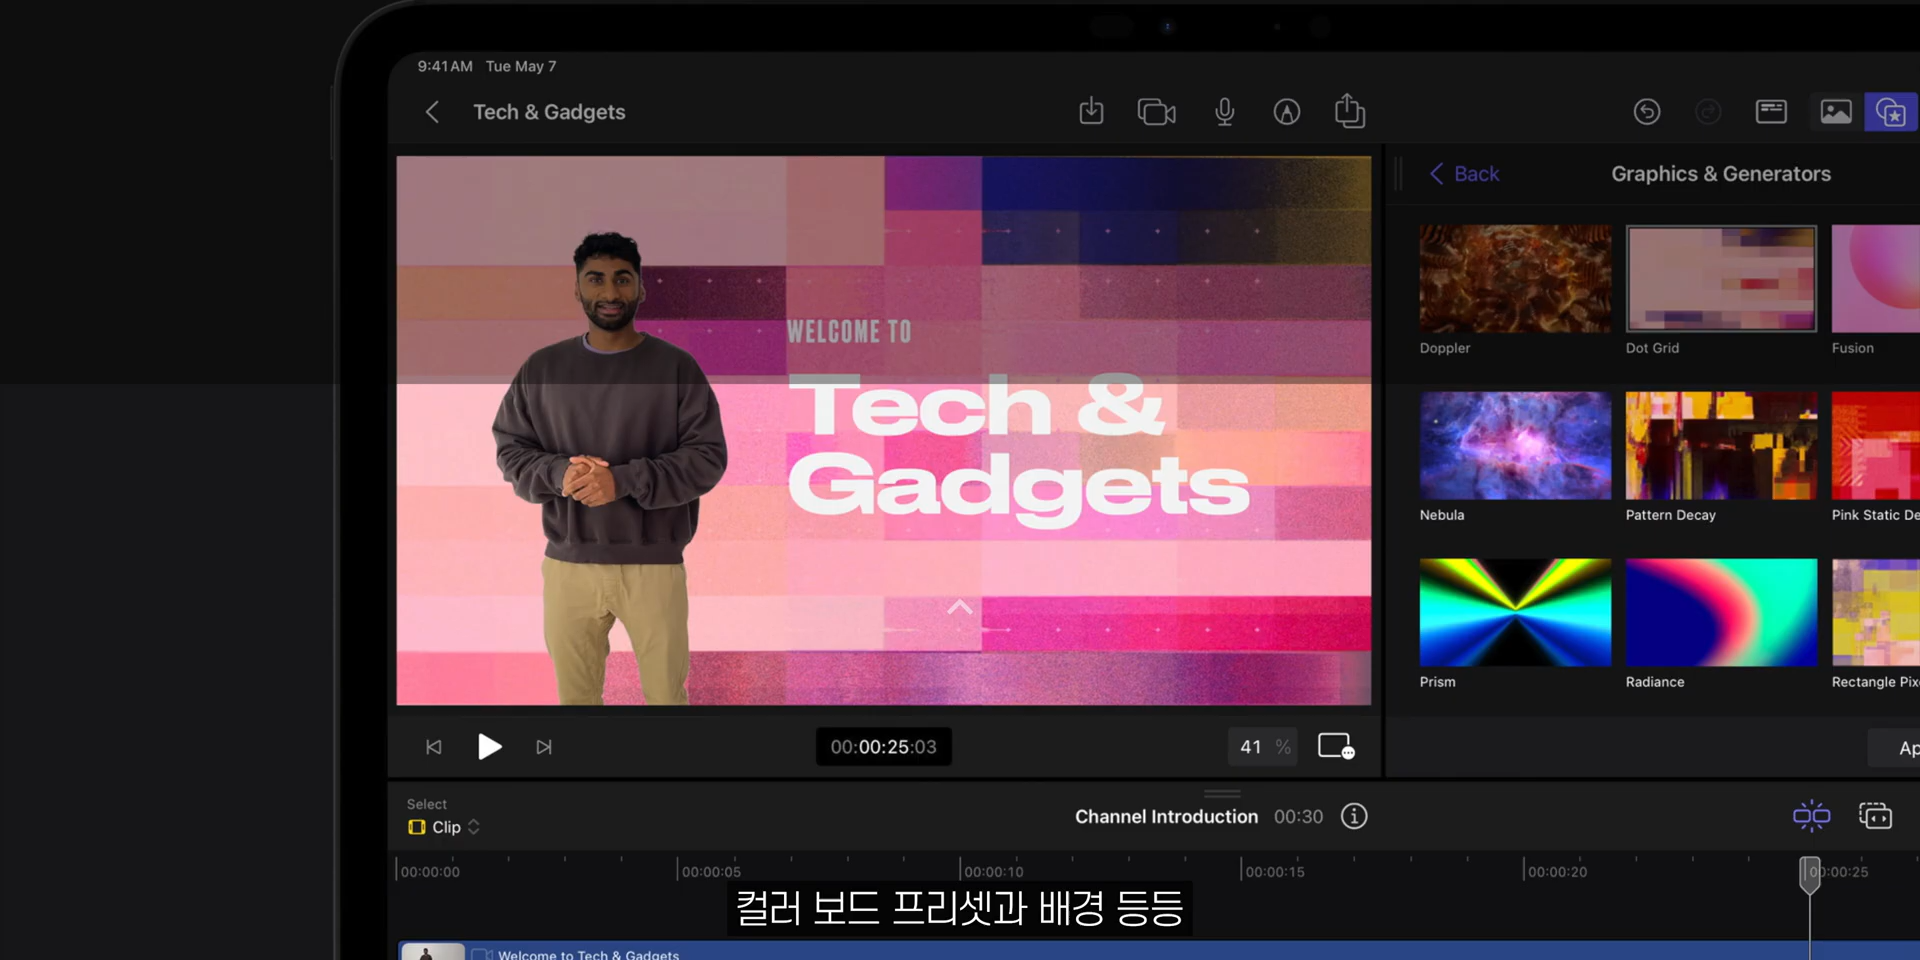 9:41 AM Tue May 7
Tech & Gadgets
Back
Graphics & Generators
WELCOME TO
Tech &
Gadgets
Doppler
Dot Grid
Fusion
Nebula
Pattern Decay
Pink Static De
Prism
Radiance
Rectangle Pix
00:00:25:03
41 %
Ap
Select
Clip
Channel Introduction 00:30
00:00:00
00:00:05
00:00:10
00:00:15
00:00:20
00:00:25
컬러 보드 프리셋과 배경 등등
Welcome to Tech & Gadgets